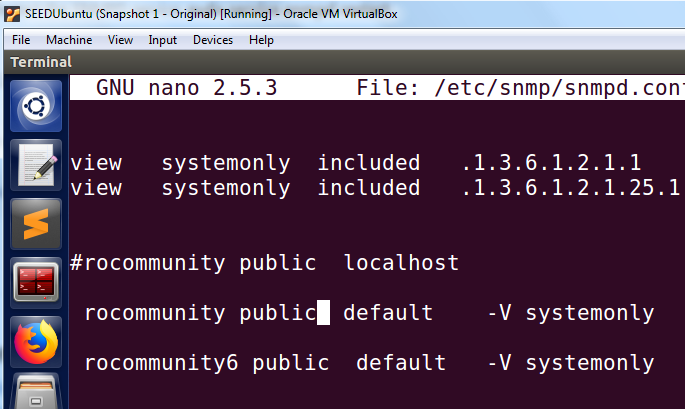 SEEDUbuntu (Snapshot 1 - Original) [Running] - Oracle VM VirtualBox
File Machine View Input Devices Help
Terminal
GNU nano 2.5.3 File: /etc/snmp/snmpd.conf
view systemonly included .1.3.6.1.2.1.1
view systemonly included .1.3.6.1.2.1.25.1
#rocommunity public localhost
rocommunity public default -V systemonly
rocommunity6 public default -V systemonly